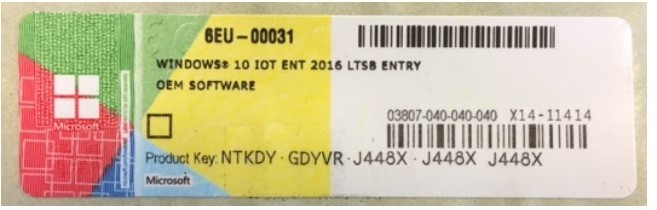 6EU-00031
WINDOWS® 10 IOT ENT 2016 LTSB ENTRY
OEM SOFTWARE
03807-040-040-040 X14-11414
Microsoft
Product Key: NTKDY · GDYVR · J448X · J448X J448X
Microsoft